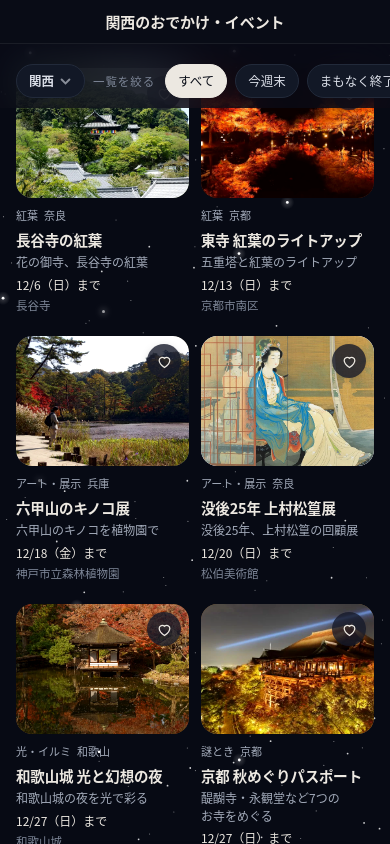 関西のおでかけ・イベント
関西 一覧を絞る すべて 今週末 まもなく終了
紅葉 奈良
長谷寺の紅葉
花の御寺、長谷寺の紅葉
12/6（日）まで
長谷寺
紅葉 京都
東寺 紅葉のライトアップ
五重塔と紅葉のライトアップ
12/13（日）まで
京都市南区
アート・展示 兵庫
六甲山のキノコ展
六甲山のキノコを植物園で
12/18（金）まで
神戸市立森林植物園
アート・展示 奈良
没後25年 上村松篁展
没後25年、上村松篁の回顧展
12/20（日）まで
松伯美術館
光・イルミ 和歌山
和歌山城 光と幻想の夜
和歌山城の夜を光で彩る
12/27（日）まで
和歌山城
謎とき 京都
京都 秋めぐりパスポート
醍醐寺・永観堂など7つの
お寺をめぐる
12/27（日）まで